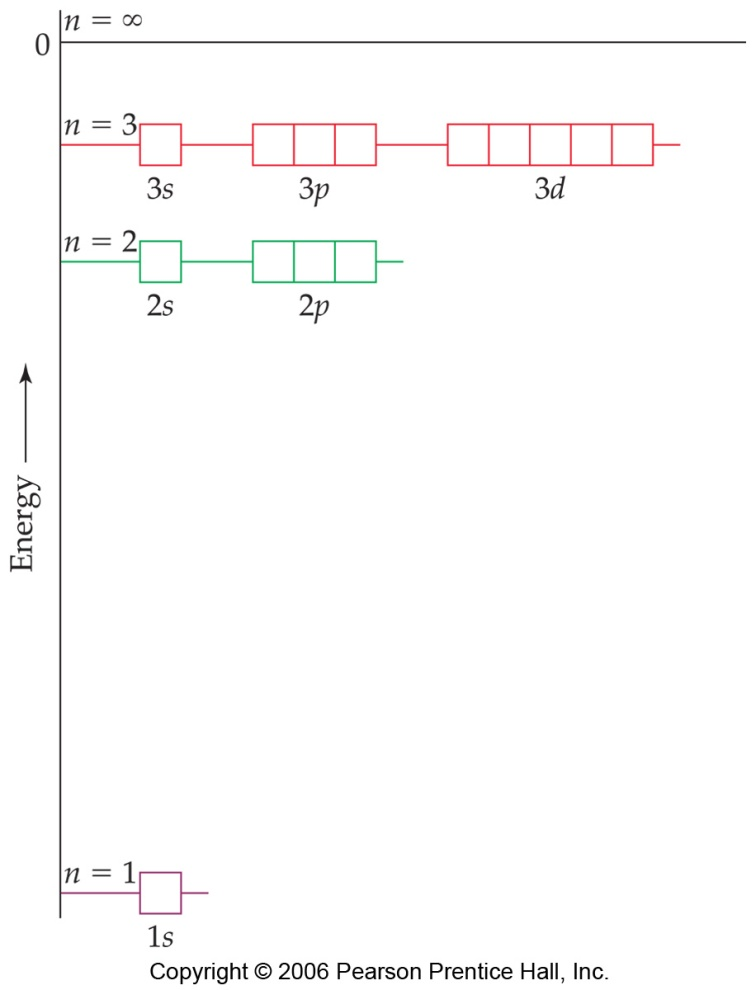 n = ∞
0
n = 3
3s 3p 3d
n = 2
2s 2p
Energy
n = 1
1s
Copyright © 2006 Pearson Prentice Hall, Inc.